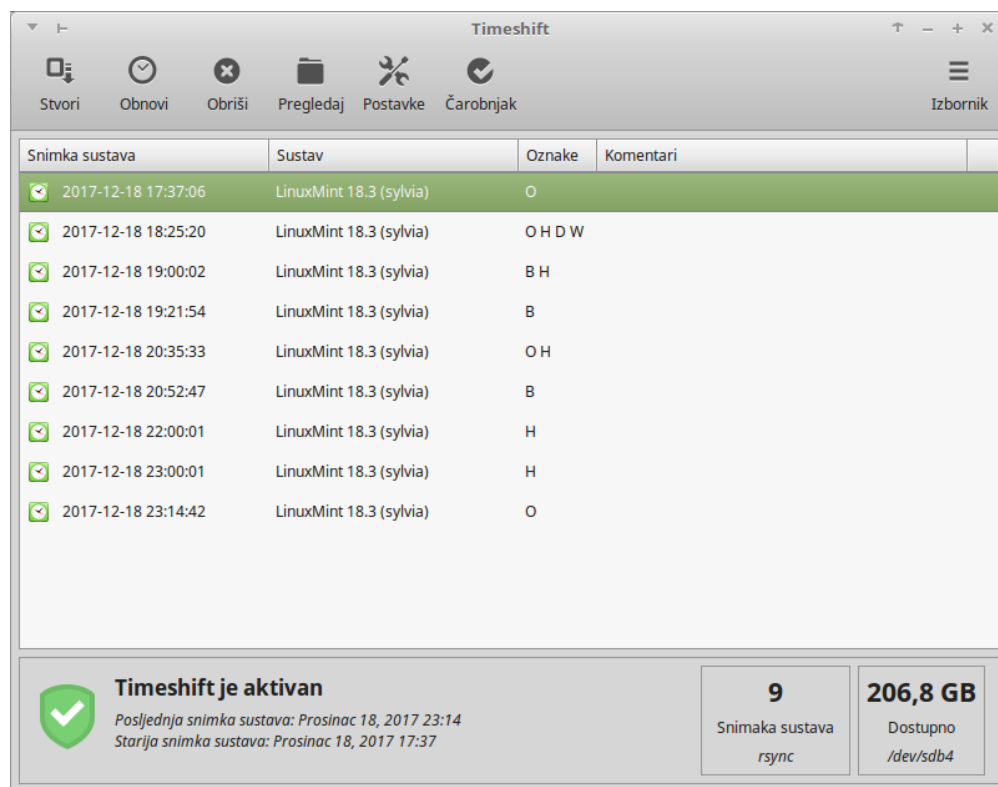 Timeshift
Stvori Obnovi Obriši Pregledaj Postavke Čarobnjak Izbornik
Snimka sustava Sustav Oznake Komentari
2017-12-18 17:37:06 LinuxMint 18.3 (sylvia) O
2017-12-18 18:25:20 LinuxMint 18.3 (sylvia) O H D W
2017-12-18 19:00:02 LinuxMint 18.3 (sylvia) B H
2017-12-18 19:21:54 LinuxMint 18.3 (sylvia) B
2017-12-18 20:35:33 LinuxMint 18.3 (sylvia) O H
2017-12-18 20:52:47 LinuxMint 18.3 (sylvia) B
2017-12-18 22:00:01 LinuxMint 18.3 (sylvia) H
2017-12-18 23:00:01 LinuxMint 18.3 (sylvia) H
2017-12-18 23:14:42 LinuxMint 18.3 (sylvia) O
Timeshift je aktivan
Posljednja snimka sustava: Prosinac 18, 2017 23:14
Starija snimka sustava: Prosinac 18, 2017 17:37
9
Snimaka sustava
rsync
206,8 GB
Dostupno
/dev/sdb4